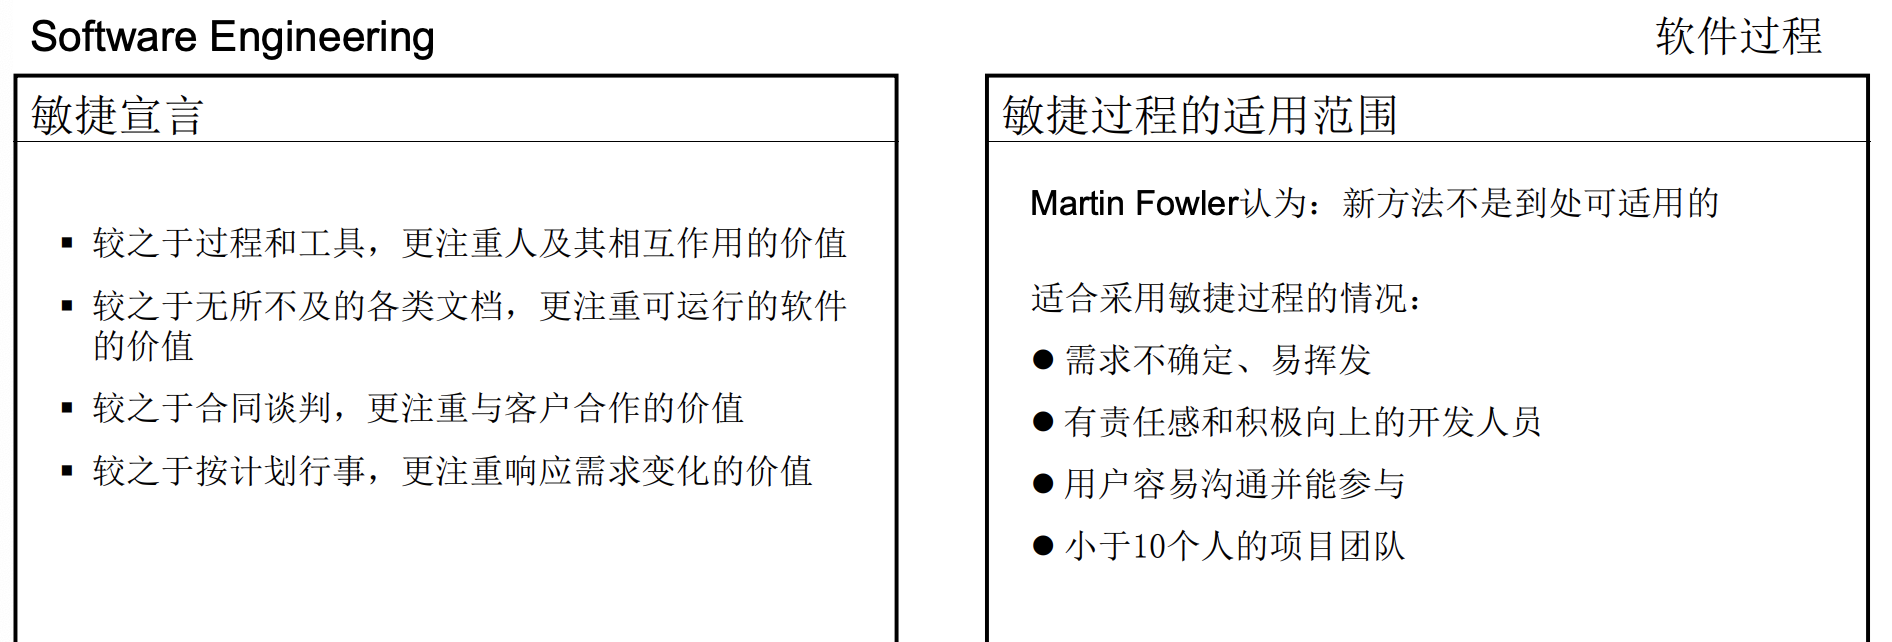 Software Engineering
软件过程
敏捷宣言
▪ 较之于过程和工具，更注重人及其相互作用的价值
▪ 较之于无所不及的各类文档，更注重可运行的软件
的价值
▪ 较之于合同谈判，更注重与客户合作的价值
▪ 较之于按计划行事，更注重响应需求变化的价值
敏捷过程的适用范围
Martin Fowler认为：新方法不是到处可适用的
适合采用敏捷过程的情况：
● 需求不确定、易挥发
● 有责任感和积极向上的开发人员
● 用户容易沟通并能参与
● 小于10个人的项目团队